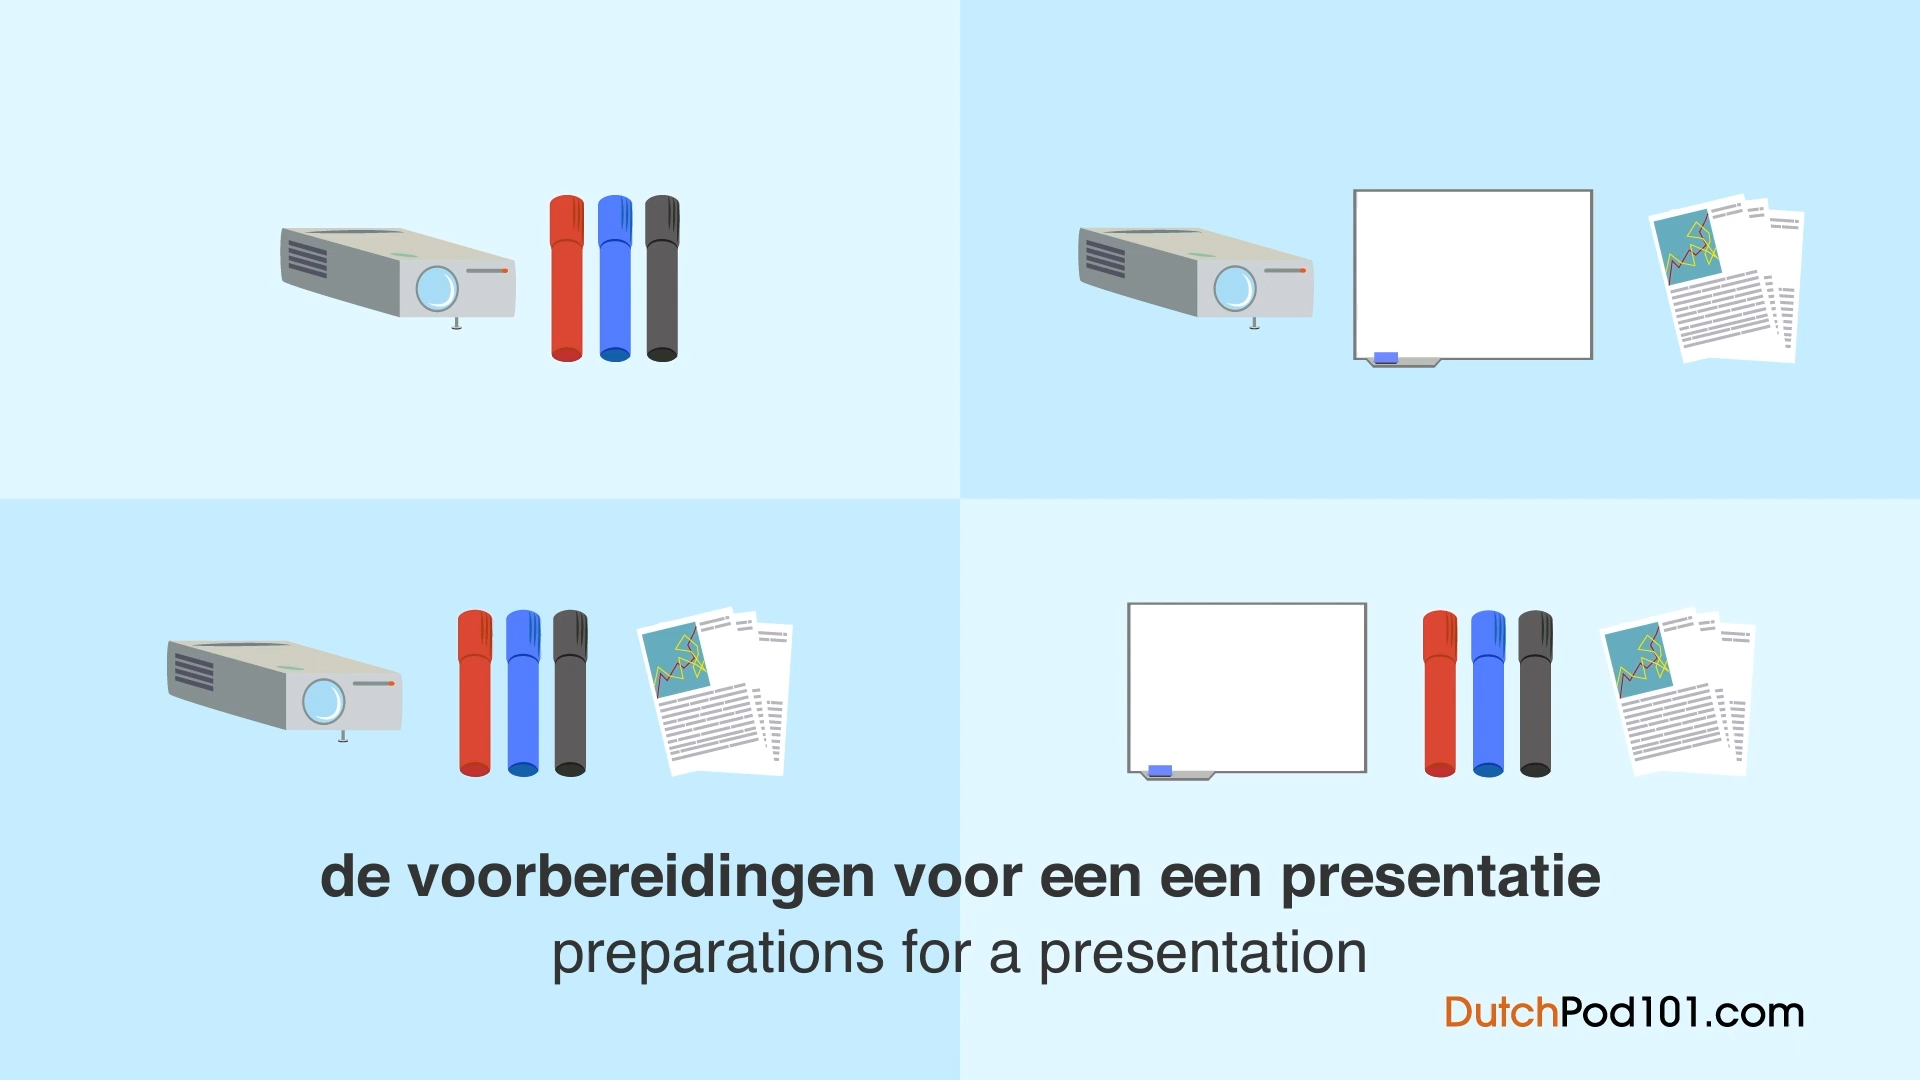 de voorbereidingen voor een een presentatie
preparations for a presentation
DutchPod101.com